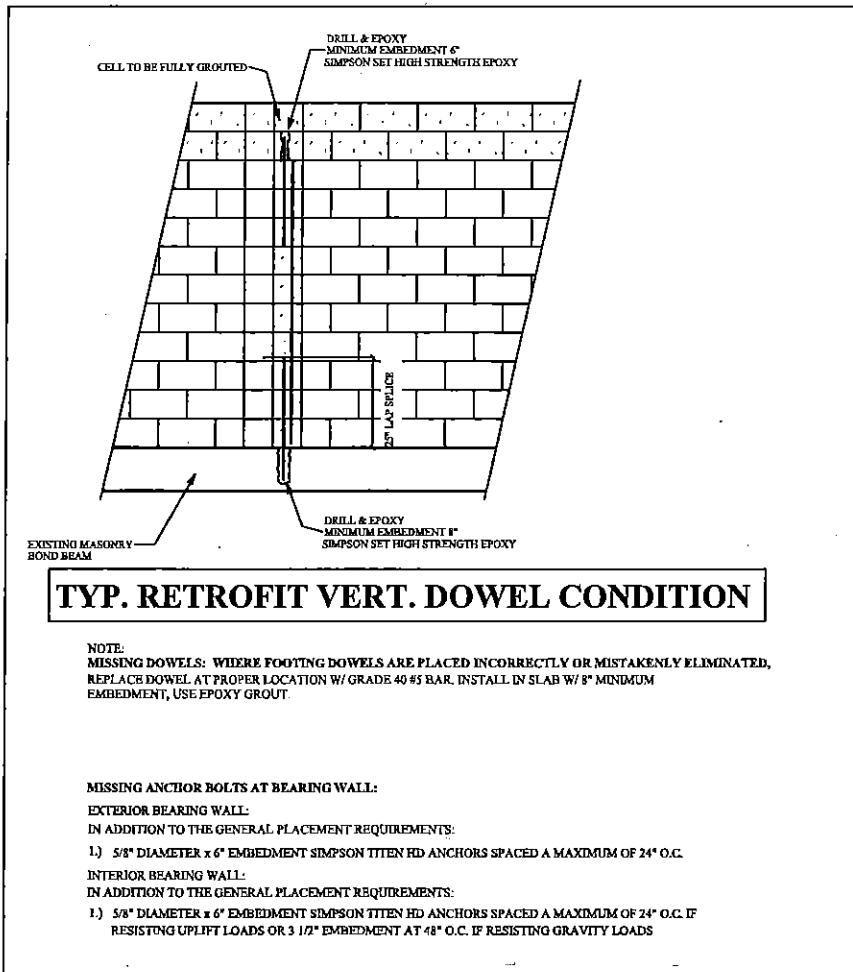 DRILL & EPOXY
MINIMUM EMBEDMENT 6"
SIMPSON SET HIGH STRENGTH EPOXY
CELL TO BE FULLY GROUTED
25" LAP SPLICE
DRILL & EPOXY
MINIMUM EMBEDMENT 8"
SIMPSON SET HIGH STRENGTH EPOXY
EXISTING MASONRY
BOND BEAM
TYP. RETROFIT VERT. DOWEL CONDITION
NOTE:
MISSING DOWELS: WHERE FOOTING DOWELS ARE PLACED INCORRECTLY OR MISTAKENLY ELIMINATED,
REPLACE DOWEL AT PROPER LOCATION W/ GRADE 40 #5 BAR. INSTALL IN SLAB W/ 8" MINIMUM
EMBEDMENT, USE EPOXY GROUT.
MISSING ANCHOR BOLTS AT BEARING WALL:
EXTERIOR BEARING WALL:
IN ADDITION TO THE GENERAL PLACEMENT REQUIREMENTS:
1.) 5/8" DIAMETER x 6" EMBEDMENT SIMPSON TITEN HD ANCHORS SPACED A MAXIMUM OF 24" O.C.
INTERIOR BEARING WALL:
IN ADDITION TO THE GENERAL PLACEMENT REQUIREMENTS:
1.) 5/8" DIAMETER x 6" EMBEDMENT SIMPSON TITEN HD ANCHORS SPACED A MAXIMUM OF 24" O.C. IF
RESISTING UPLIFT LOADS OR 3 1/2" EMBEDMENT AT 48" O.C. IF RESISTING GRAVITY LOADS